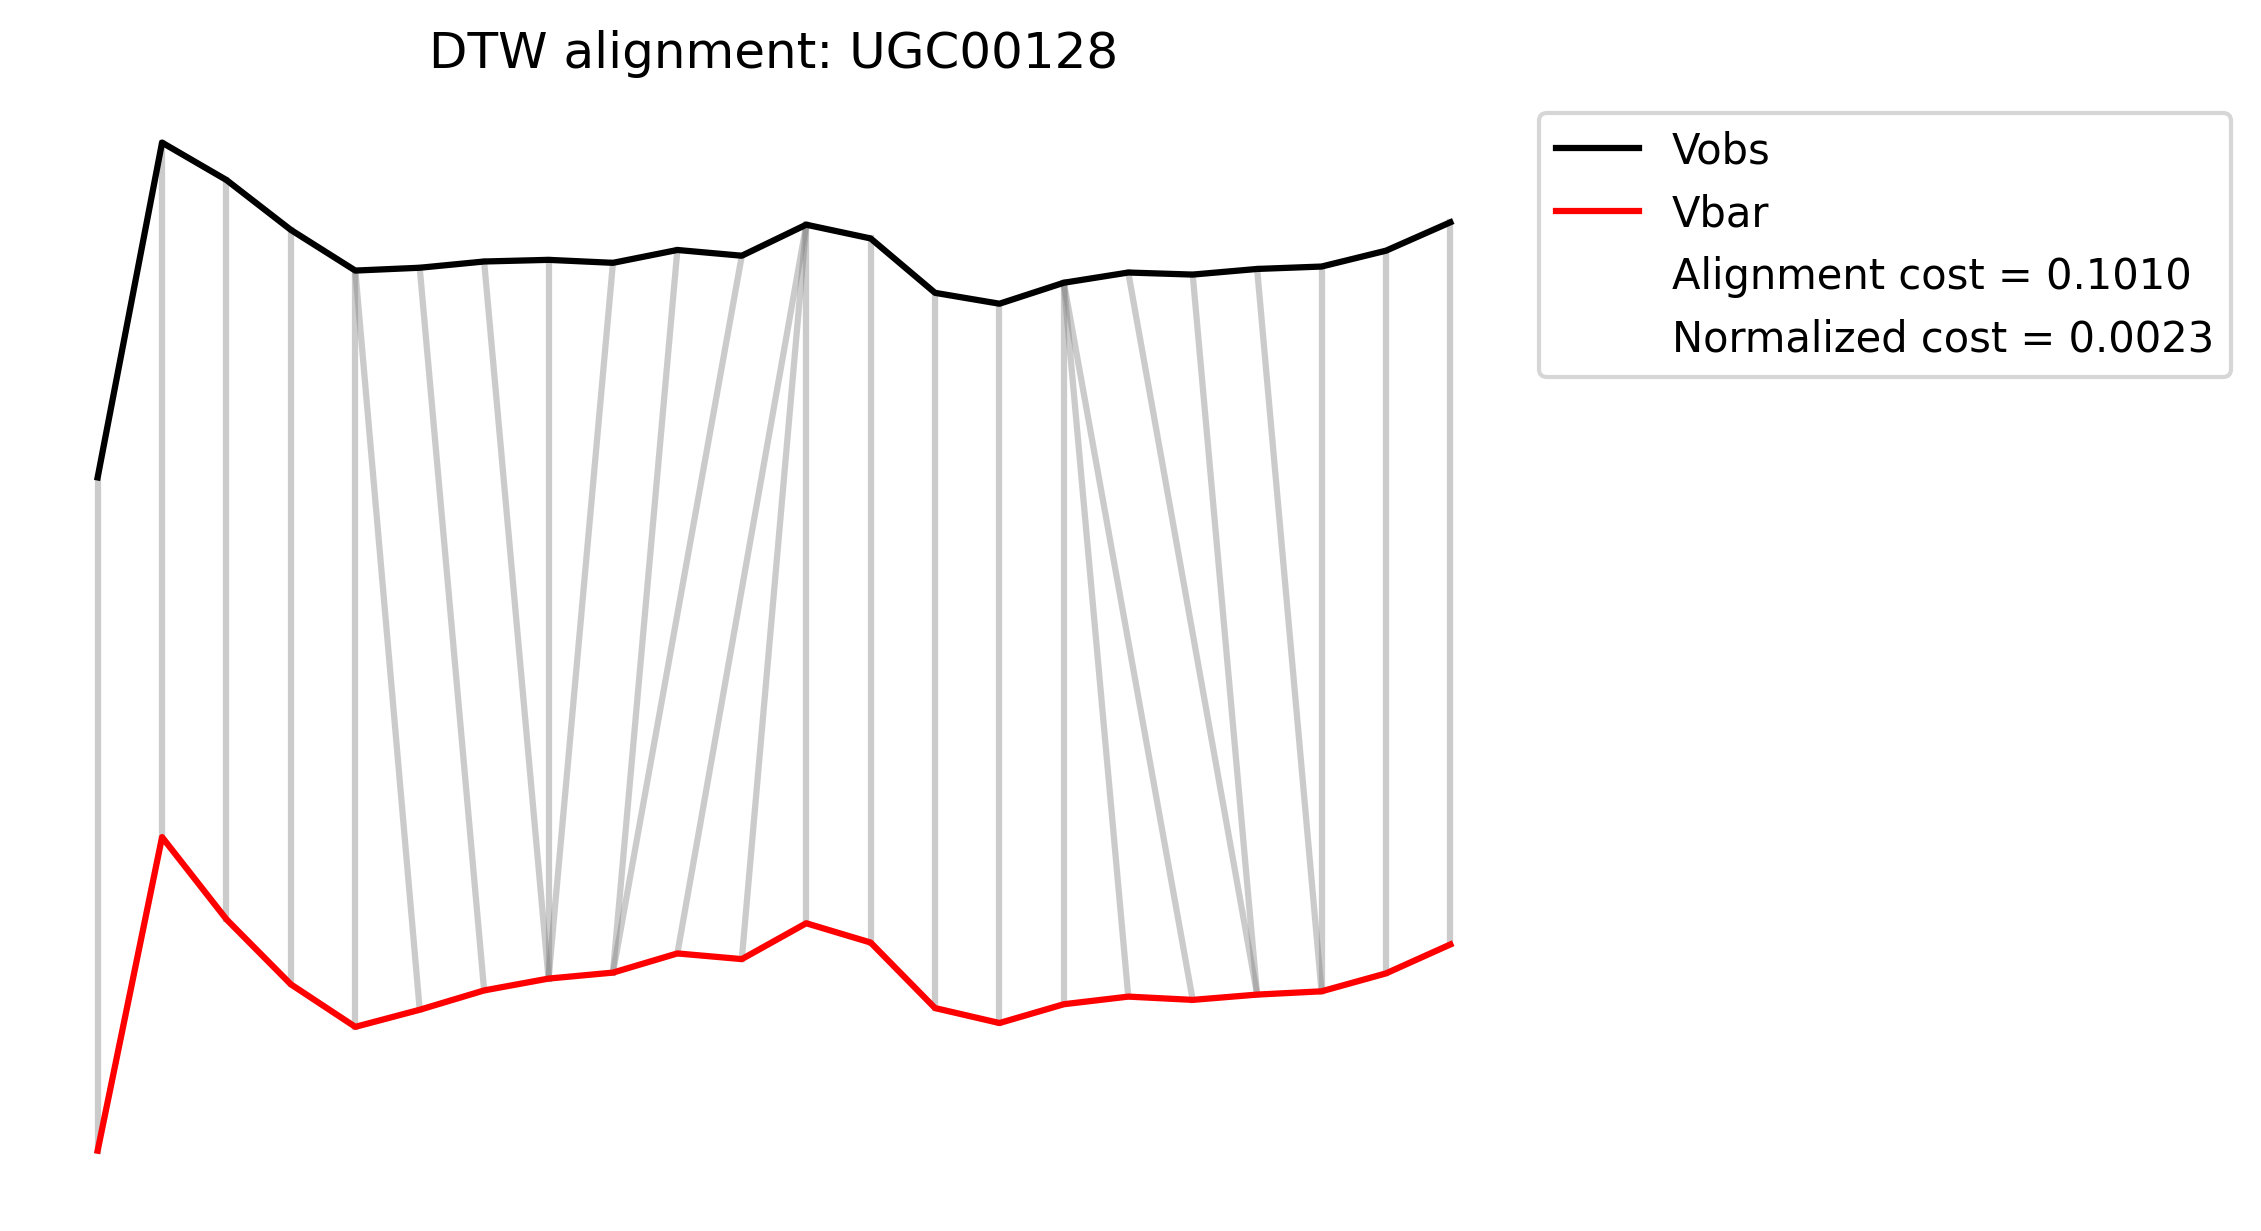 DTW alignment: UGC00128
Vobs
Vbar
Alignment cost = 0.1010
Normalized cost = 0.0023